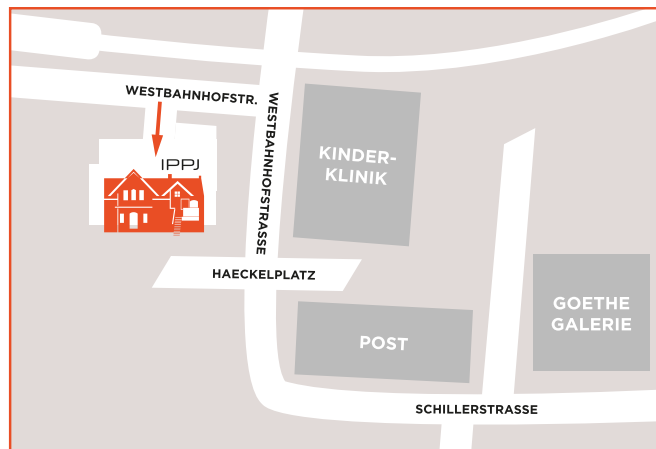 WESTBAHNHOFSTR.
WESTBAHNHOFSTRASSE
IPPJ
KINDER-
KLINIK
HAECKELPLATZ
GOETHE
GALERIE
POST
SCHILLERSTRASSE